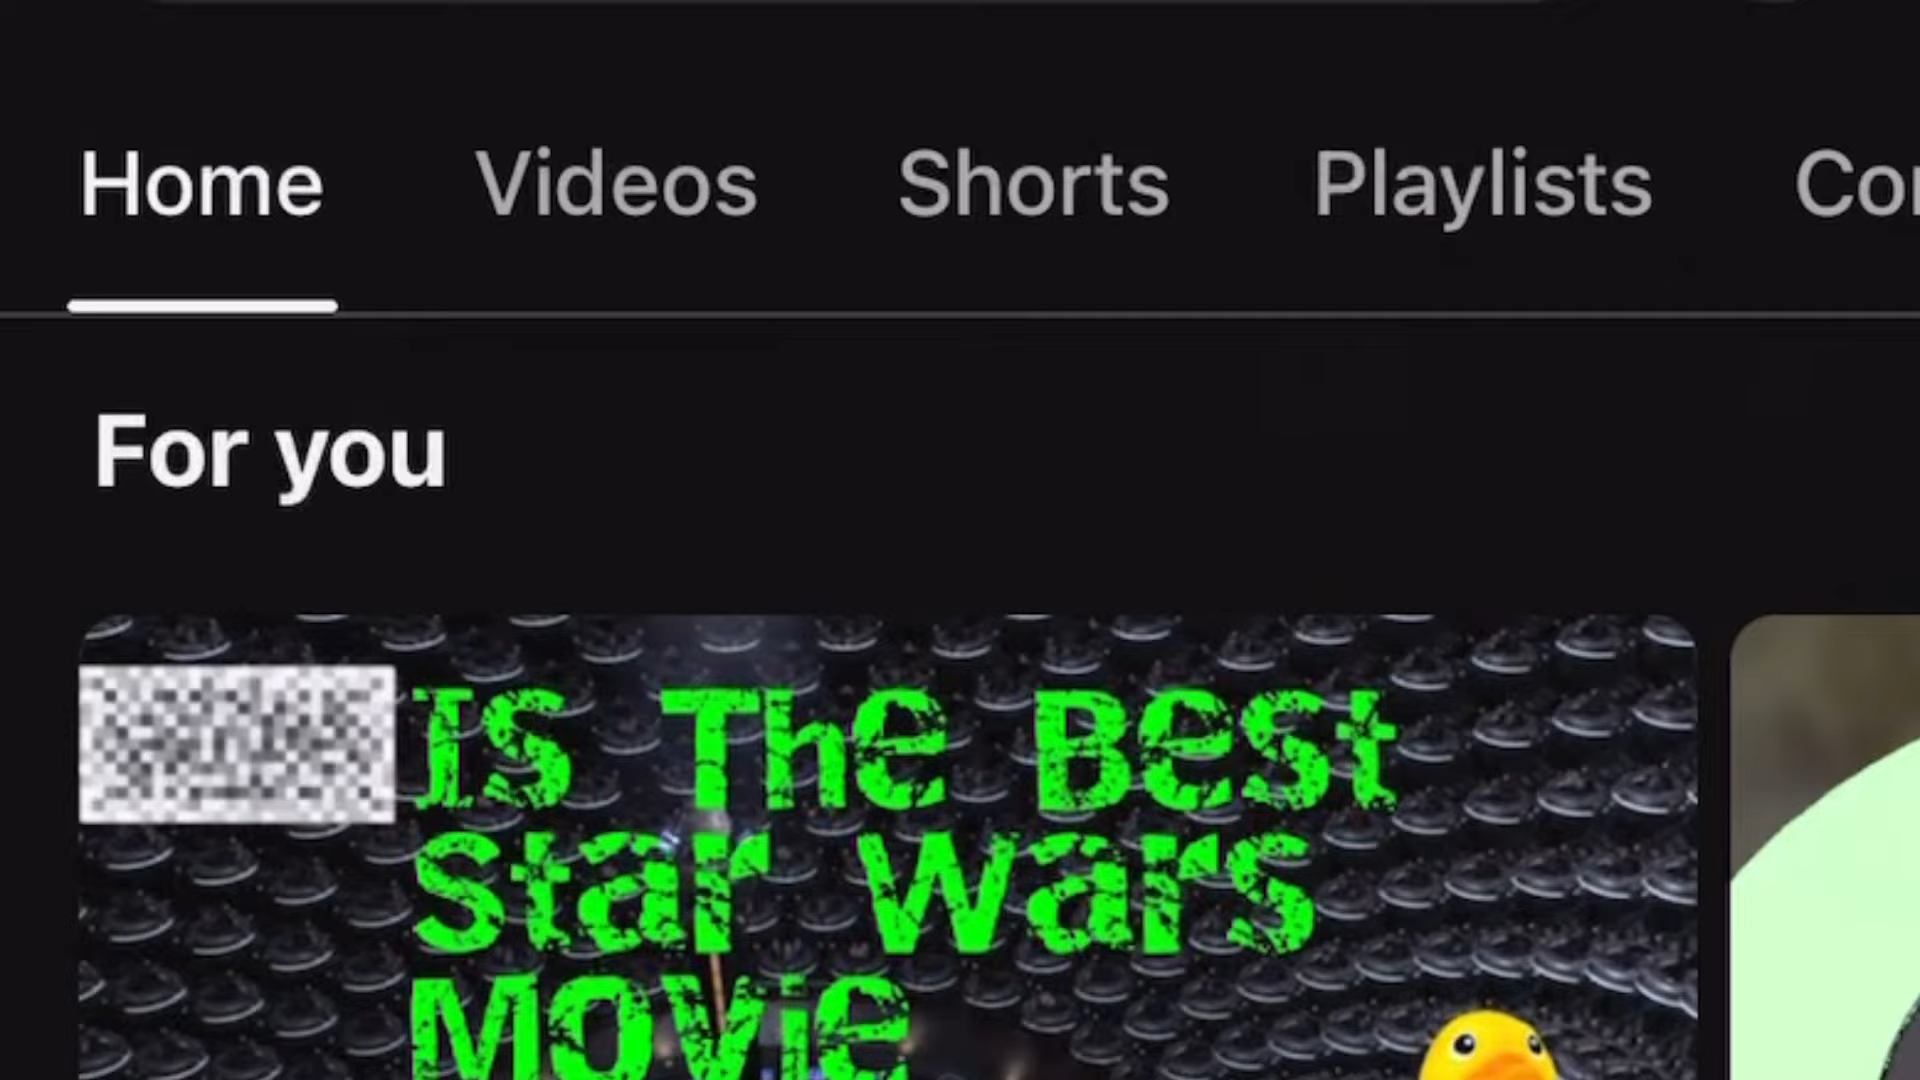 Home Videos Shorts Playlists
For you
Is The Best
Star Wars
Movie